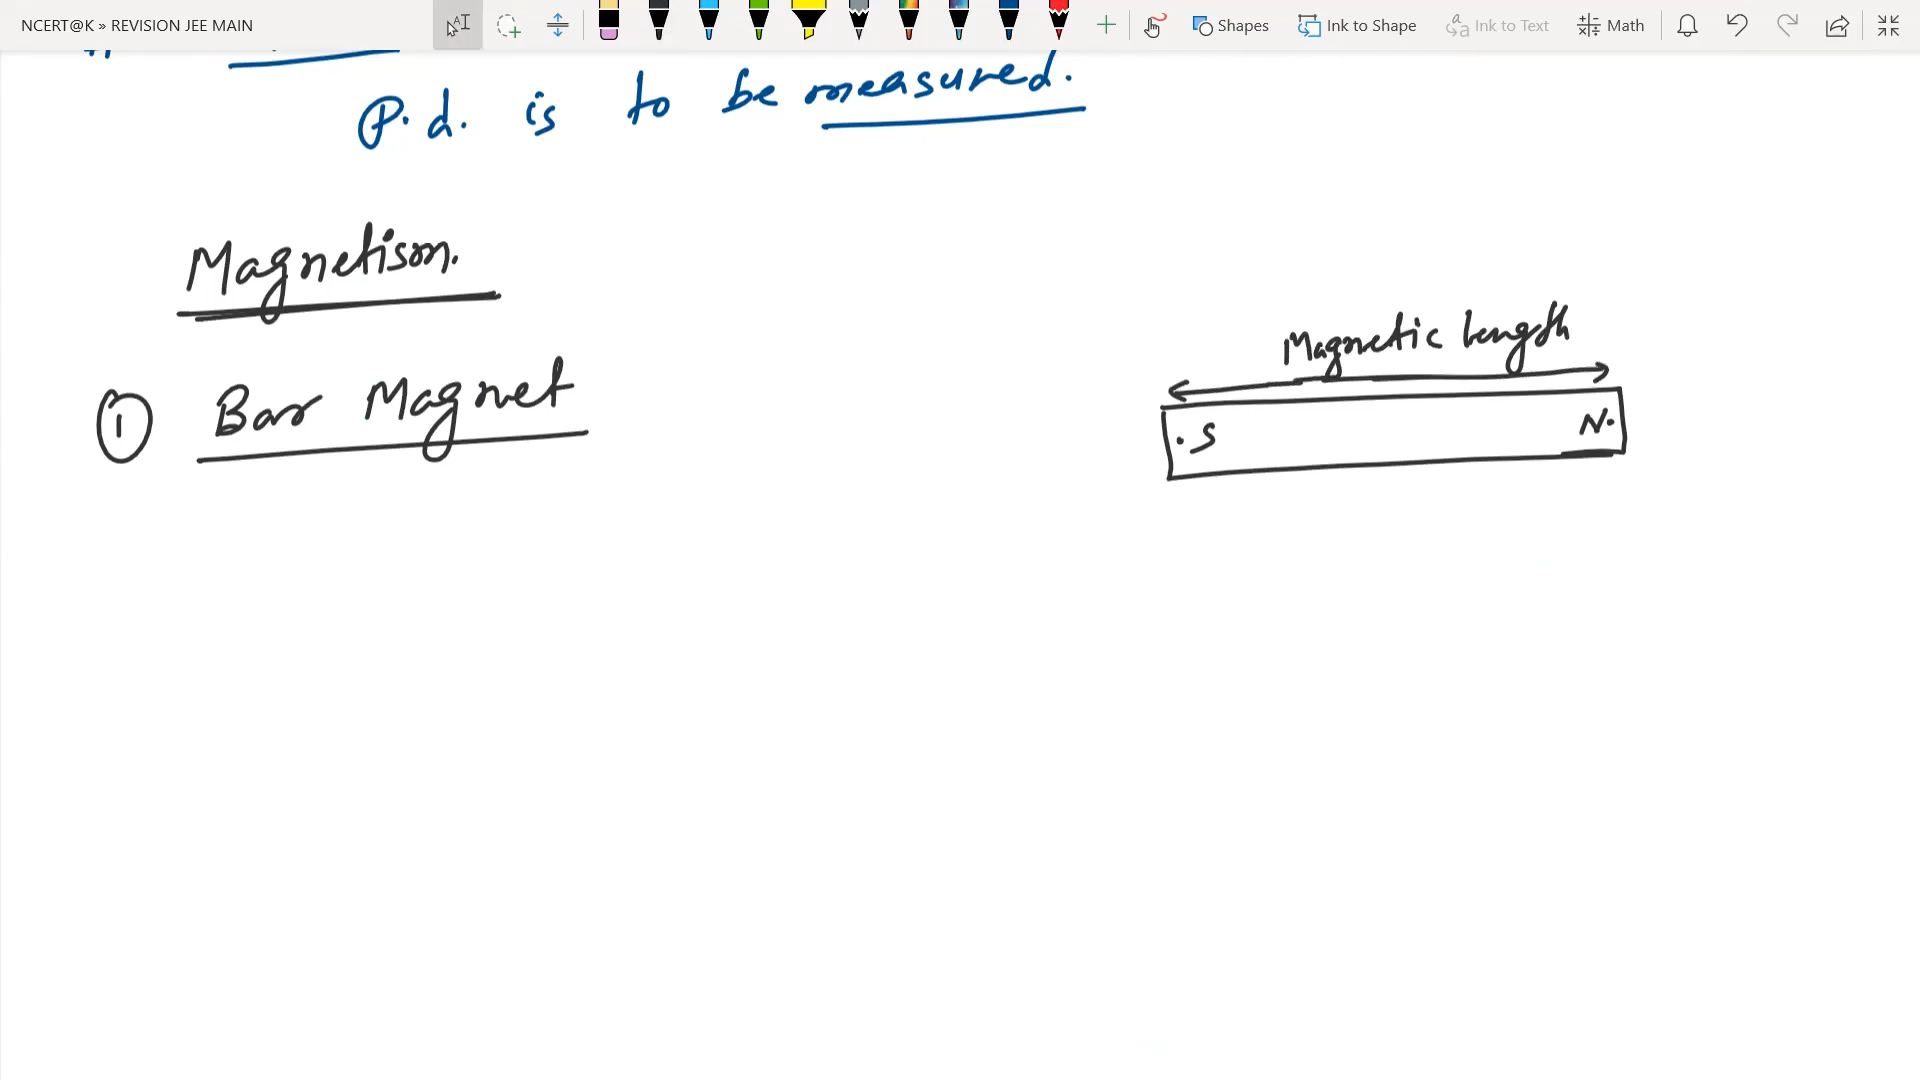 NCERT@K » REVISION JEE MAIN
Shapes
Ink to Shape
Ink to Text
Math
P.d. is to be measured.
Magnetism.
1 Bar Magnet
Magnetic length
.S
N.